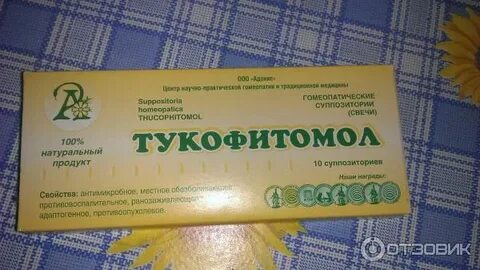 ООО "Адонис"
Центр научно-практической гомеопатии и традиционной медицины
Suppositoria
homeopatica
THUCOPHITOMOL
ГОМЕОПАТИЧЕСКИЕ
СУППОЗИТОРИИ
(СВЕЧИ)
100%
натуральный
продукт
ТУКОФИТОМОЛ
10 суппозиториев
Наши награды:
Свойства: антимикробное, местное обезболивающее,
противовоспалительное, ранозаживляющее,
адаптогенное, противоопухолевое.
ОТЗОВИК